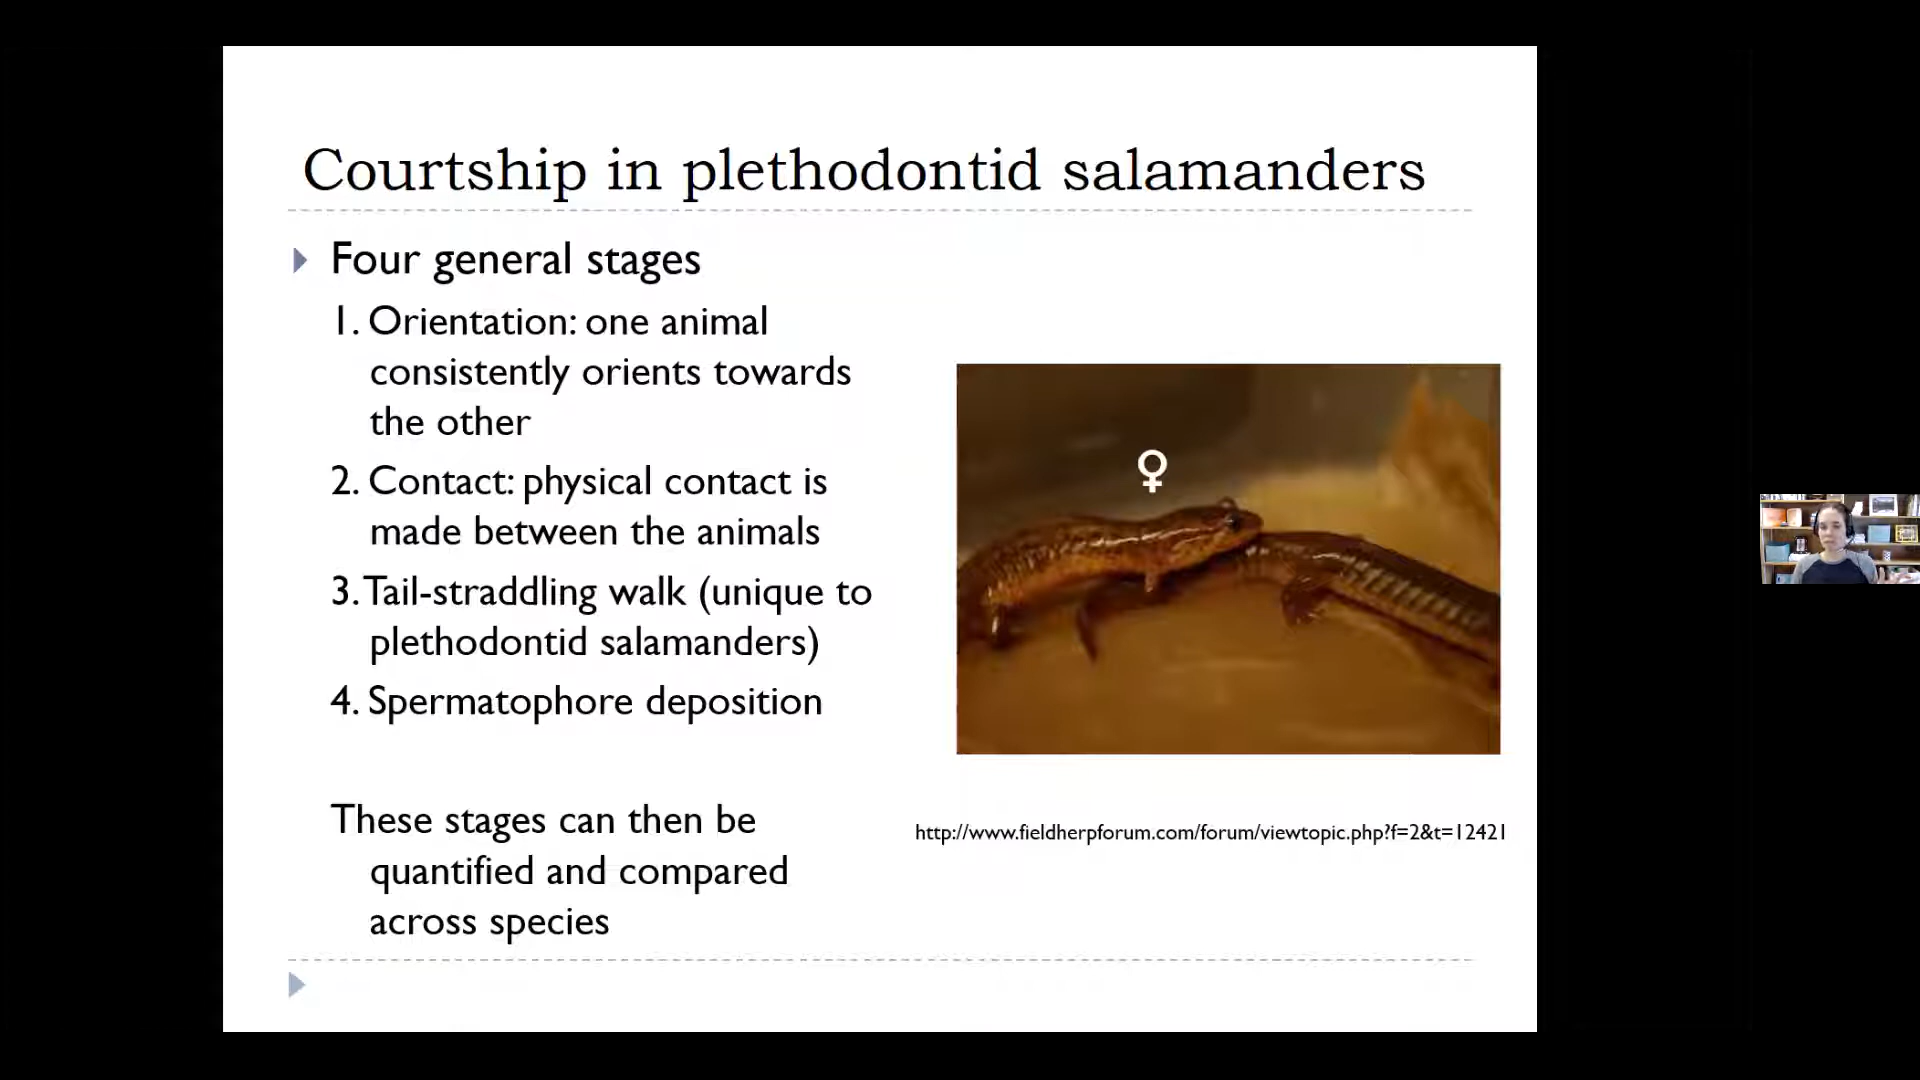 Courtship in plethodontid salamanders
Four general stages
1. Orientation: one animal
consistently orients towards
the other
2. Contact: physical contact is
made between the animals
3. Tail-straddling walk (unique to
plethodontid salamanders)
4. Spermatophore deposition
♀
These stages can then be
quantified and compared
across species
http://www.fieldherpforum.com/forum/viewtopic.php?f=2&t=12421